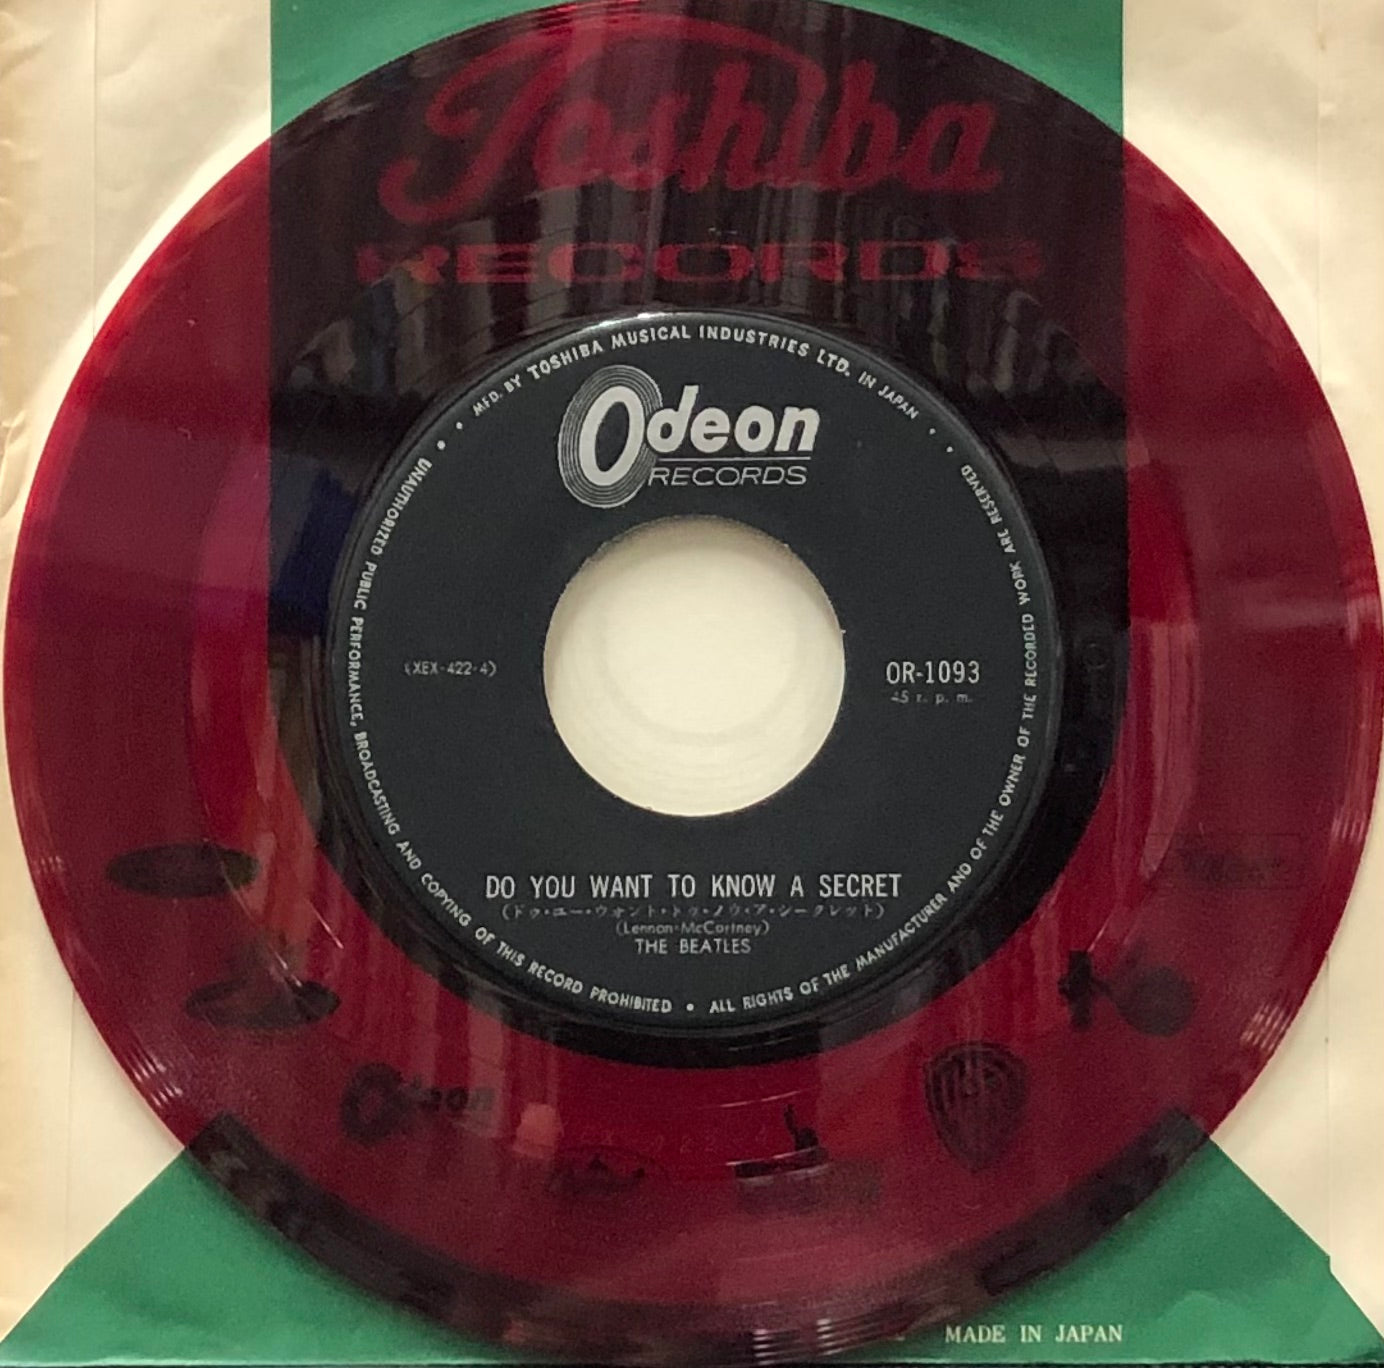 Toshiba
RECORDS
MFD. BY TOSHIBA MUSICAL INDUSTRIES LTD. IN JAPAN
Odeon
RECORDS
(XEX-422-4)
OR-1093
45 r. p. m.
DO YOU WANT TO KNOW A SECRET
(ドゥ・ユー・ウォント・トゥ・ノウ・ア・シークレット)
(Lennon-McCartney)
THE BEATLES
UNAUTHORIZED PUBLIC PERFORMANCE, BROADCASTING AND COPYING OF THIS RECORD PROHIBITED • ALL RIGHTS OF THE MANUFACTURER AND OF THE OWNER OF THE RECORDED WORK ARE RESERVED
Odeon
MADE IN JAPAN